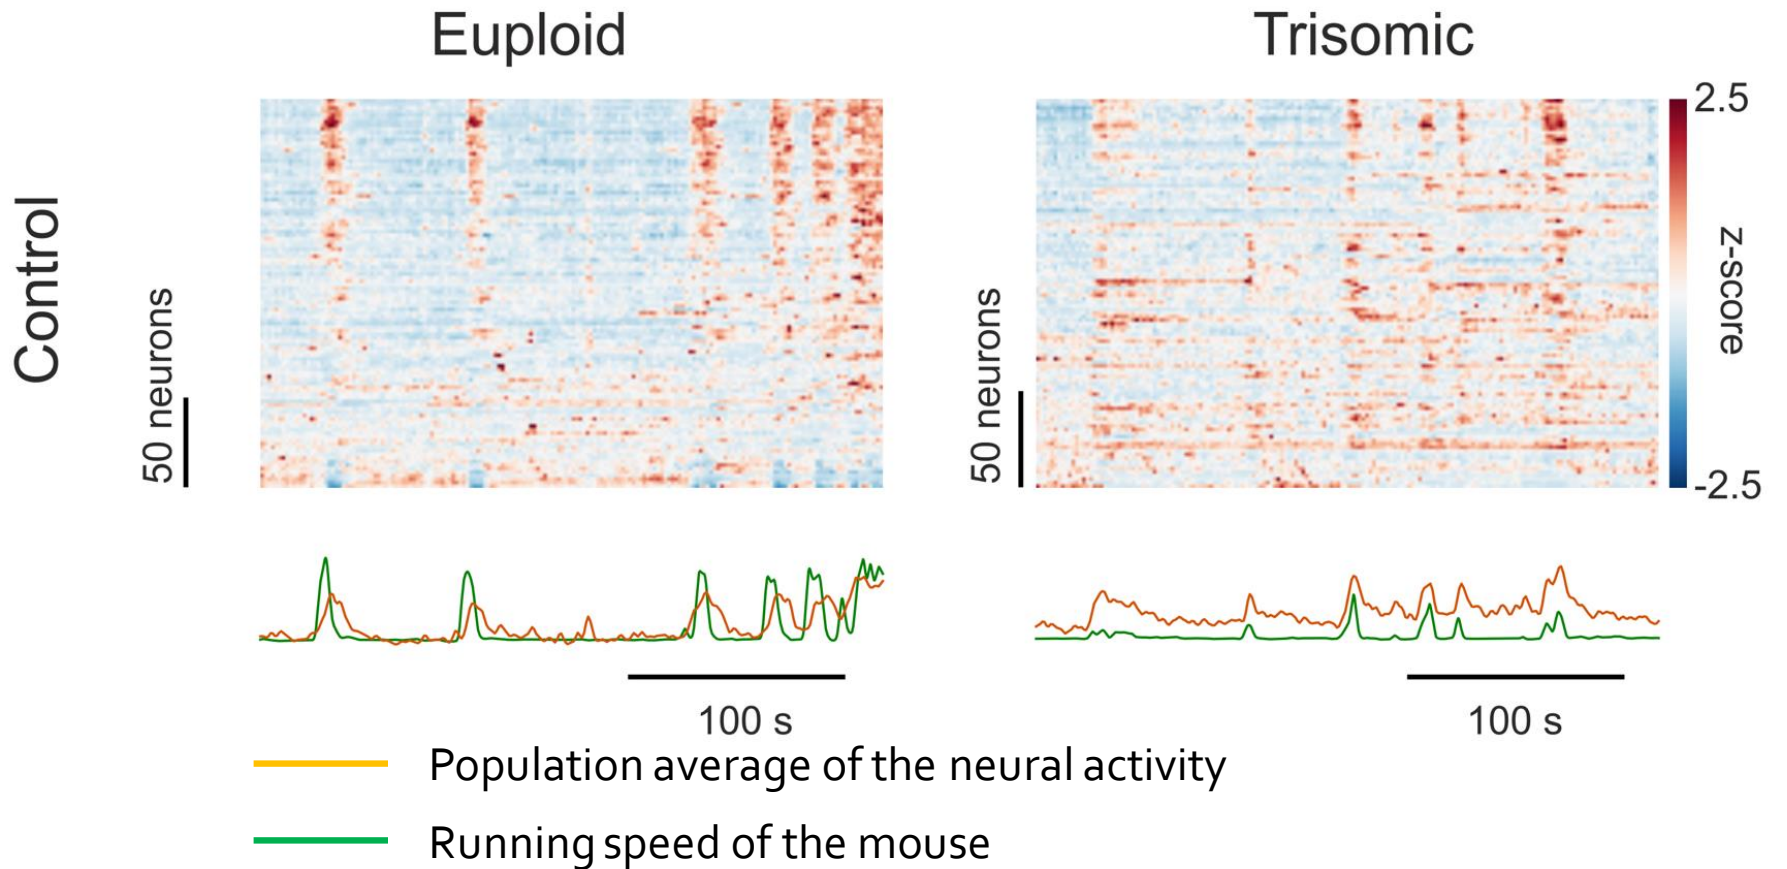 Euploid
Trisomic
Control
50 neurons
50 neurons
2.5
z-score
-2.5
100 s
100 s
Population average of the neural activity
Running speed of the mouse